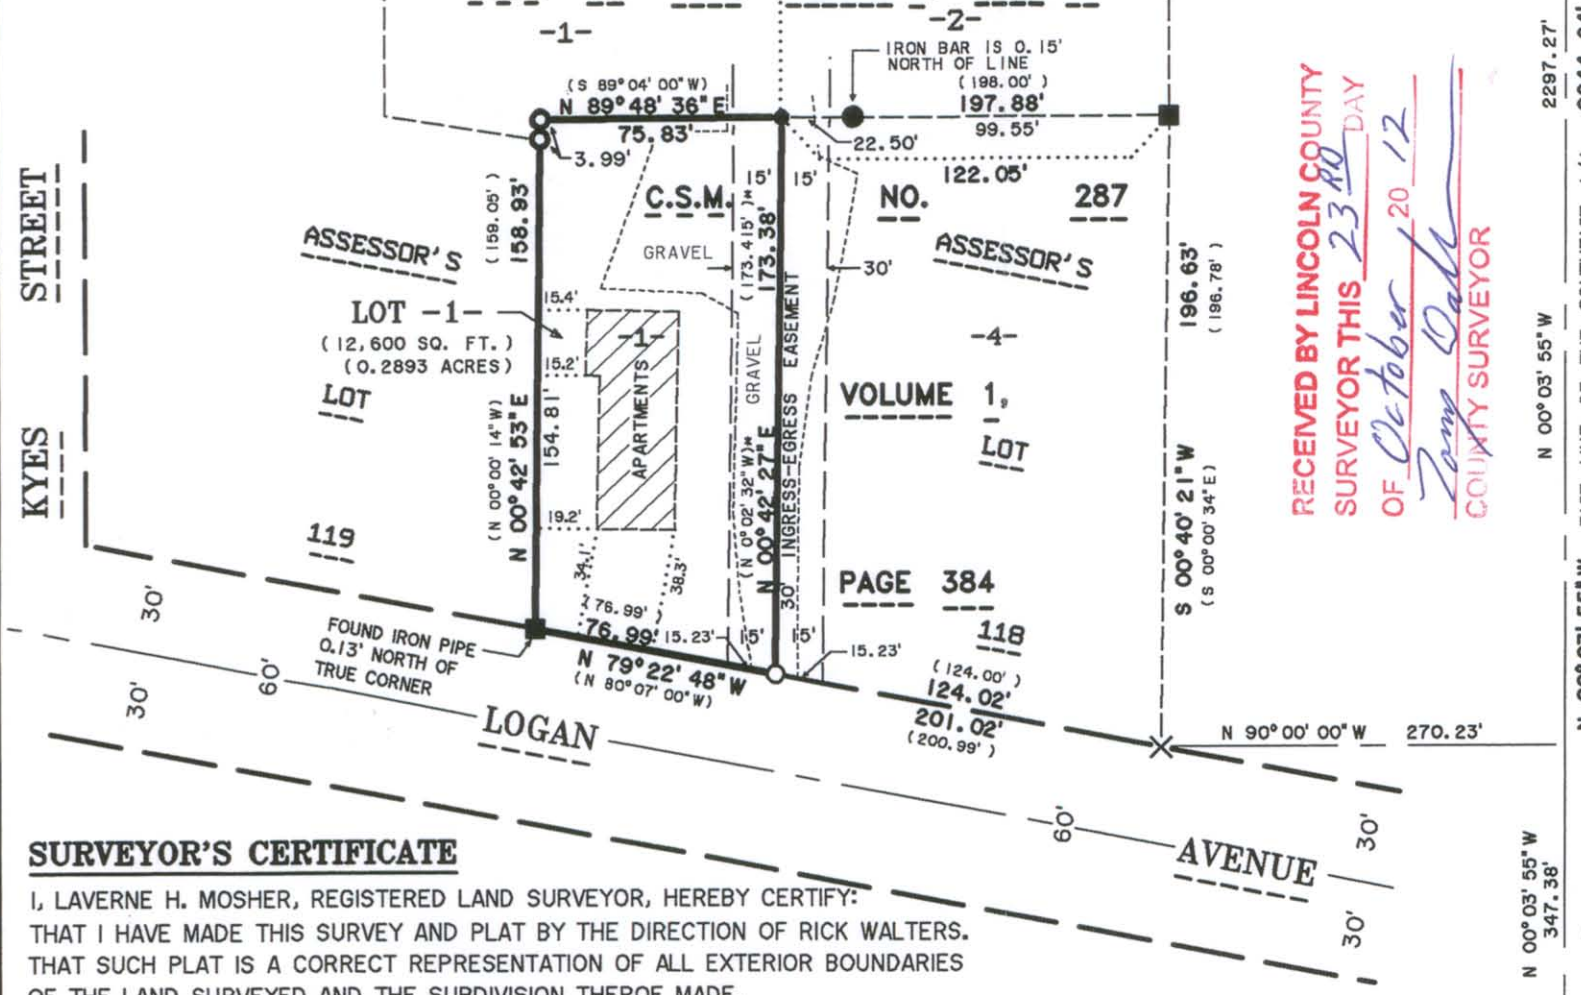 -1-
-2-
IRON BAR IS 0.15'
NORTH OF LINE
(198.00')
197.88'
99.55'
22.50'
122.05'
(S 89°04'00"W)
N 89°48'36"E
75.83'
3.99'
C.S.M.
NO.
287
15'
15'
STREET
KYES
ASSESSOR'S
(159.05')
158.93'
GRAVEL
(173.415')*
173.38'
30'
ASSESSOR'S
196.63'
(196.78')
LOT -1-
(12,600 SQ. FT.)
(0.2893 ACRES)
15.4'
15.2'
-1-
APARTMENTS
GRAVEL
INGRESS-EGRESS EASEMENT
30'
-4-
VOLUME 1,
LOT
LOT
(N 00°00'14"W)
N 00°42'53"E
154.81'
(N 0°02'32"W)*
N 00°42'27"E
S 00°40'21"W
(S 00°00'34"E)
119
19.2'
34.1'
38.3'
PAGE 384
118
30'
FOUND IRON PIPE
0.13' NORTH OF
TRUE CORNER
(76.99')
76.99'
15.23'
15'
15'
15.23'
N 79°22'48"W
(N 80°07'00"W)
(124.00')
124.02'
201.02'
(200.99')
60'
30'
LOGAN
N 90°00'00"W 270.23'
60'
30'
AVENUE
30'
RECEIVED BY LINCOLN COUNTY
SURVEYOR THIS 23RD DAY
OF October 20 12
COUNTY SURVEYOR
2297.27'
N 00°03'55"W
N 00°03'55"W
347.38'
SURVEYOR'S CERTIFICATE
I, LAVERNE H. MOSHER, REGISTERED LAND SURVEYOR, HEREBY CERTIFY:
THAT I HAVE MADE THIS SURVEY AND PLAT BY THE DIRECTION OF RICK WALTERS.
THAT SUCH PLAT IS A CORRECT REPRESENTATION OF ALL EXTERIOR BOUNDARIES
OF THE LAND SURVEYED AND THE SUBDIVISION THEROF MADE